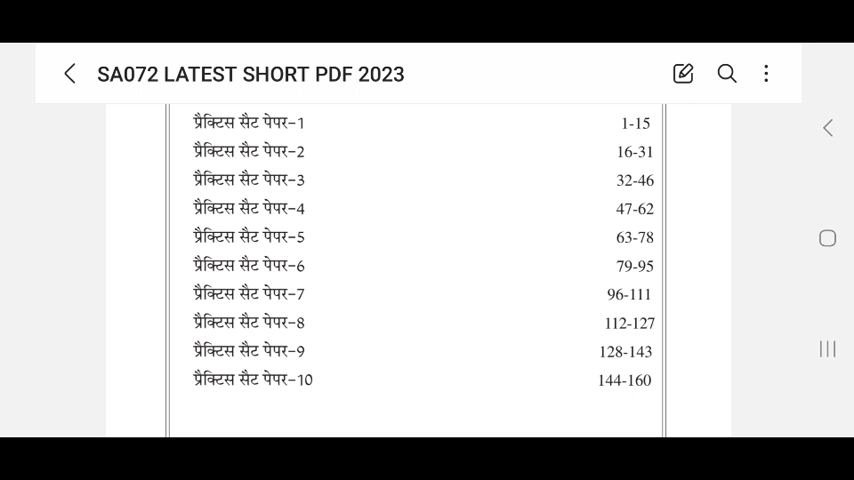 SA072 LATEST SHORT PDF 2023
प्रैक्टिस सैट पेपर-1 1-15
प्रैक्टिस सैट पेपर-2 16-31
प्रैक्टिस सैट पेपर-3 32-46
प्रैक्टिस सैट पेपर-4 47-62
प्रैक्टिस सैट पेपर-5 63-78
प्रैक्टिस सैट पेपर-6 79-95
प्रैक्टिस सैट पेपर-7 96-111
प्रैक्टिस सैट पेपर-8 112-127
प्रैक्टिस सैट पेपर-9 128-143
प्रैक्टिस सैट पेपर-10 144-160